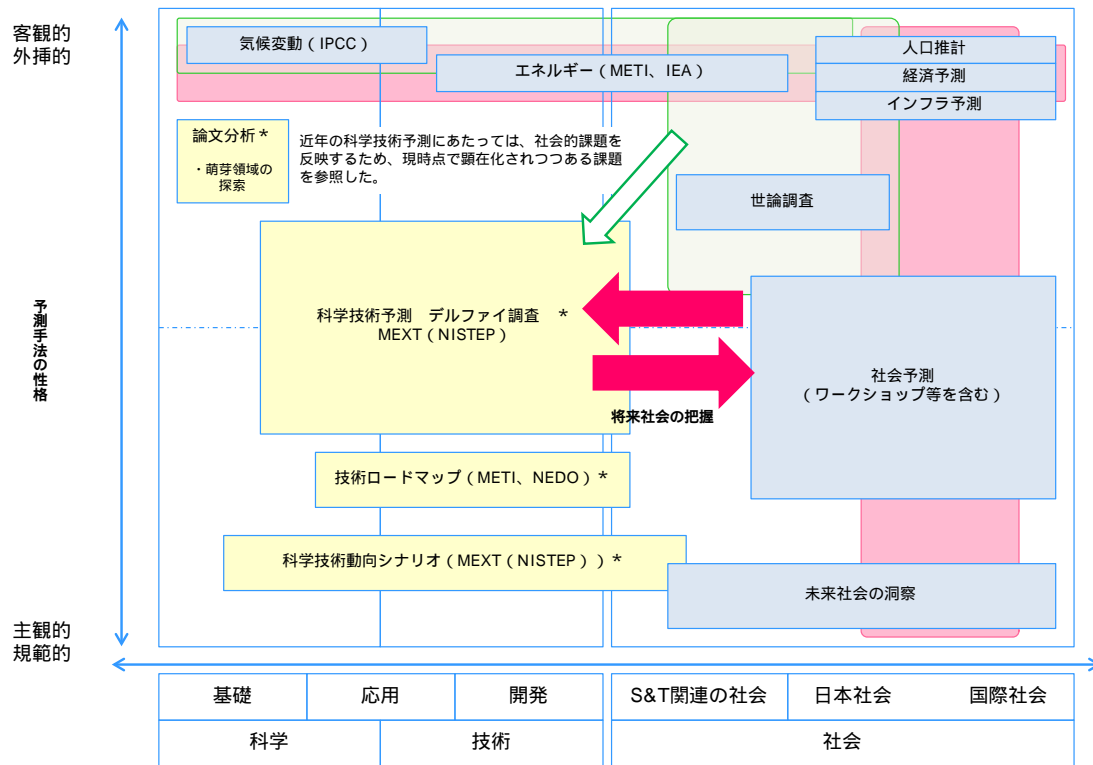 客観的
外挿的
気候変動(IPCC)
エネルギー(METI、IEA)
人口推計
経済予測
インフラ予測
論文分析*
・萌芽領域の
探索
近年の科学技術予測にあたっては、社会的課題を
反映するため、現時点で顕在化されつつある課題
を参照した。
世論調査
予測手法の性格
科学技術予測 デルファイ調査 *
MEXT(NISTEP)
社会予測
(ワークショップ等を含む)
将来社会の把握
技術ロードマップ(METI、NEDO)*
科学技術動向シナリオ(MEXT(NISTEP))*
未来社会の洞察
主観的
規範的
基礎 応用 開発 S&T関連の社会 日本社会 国際社会
科学 技術 社会